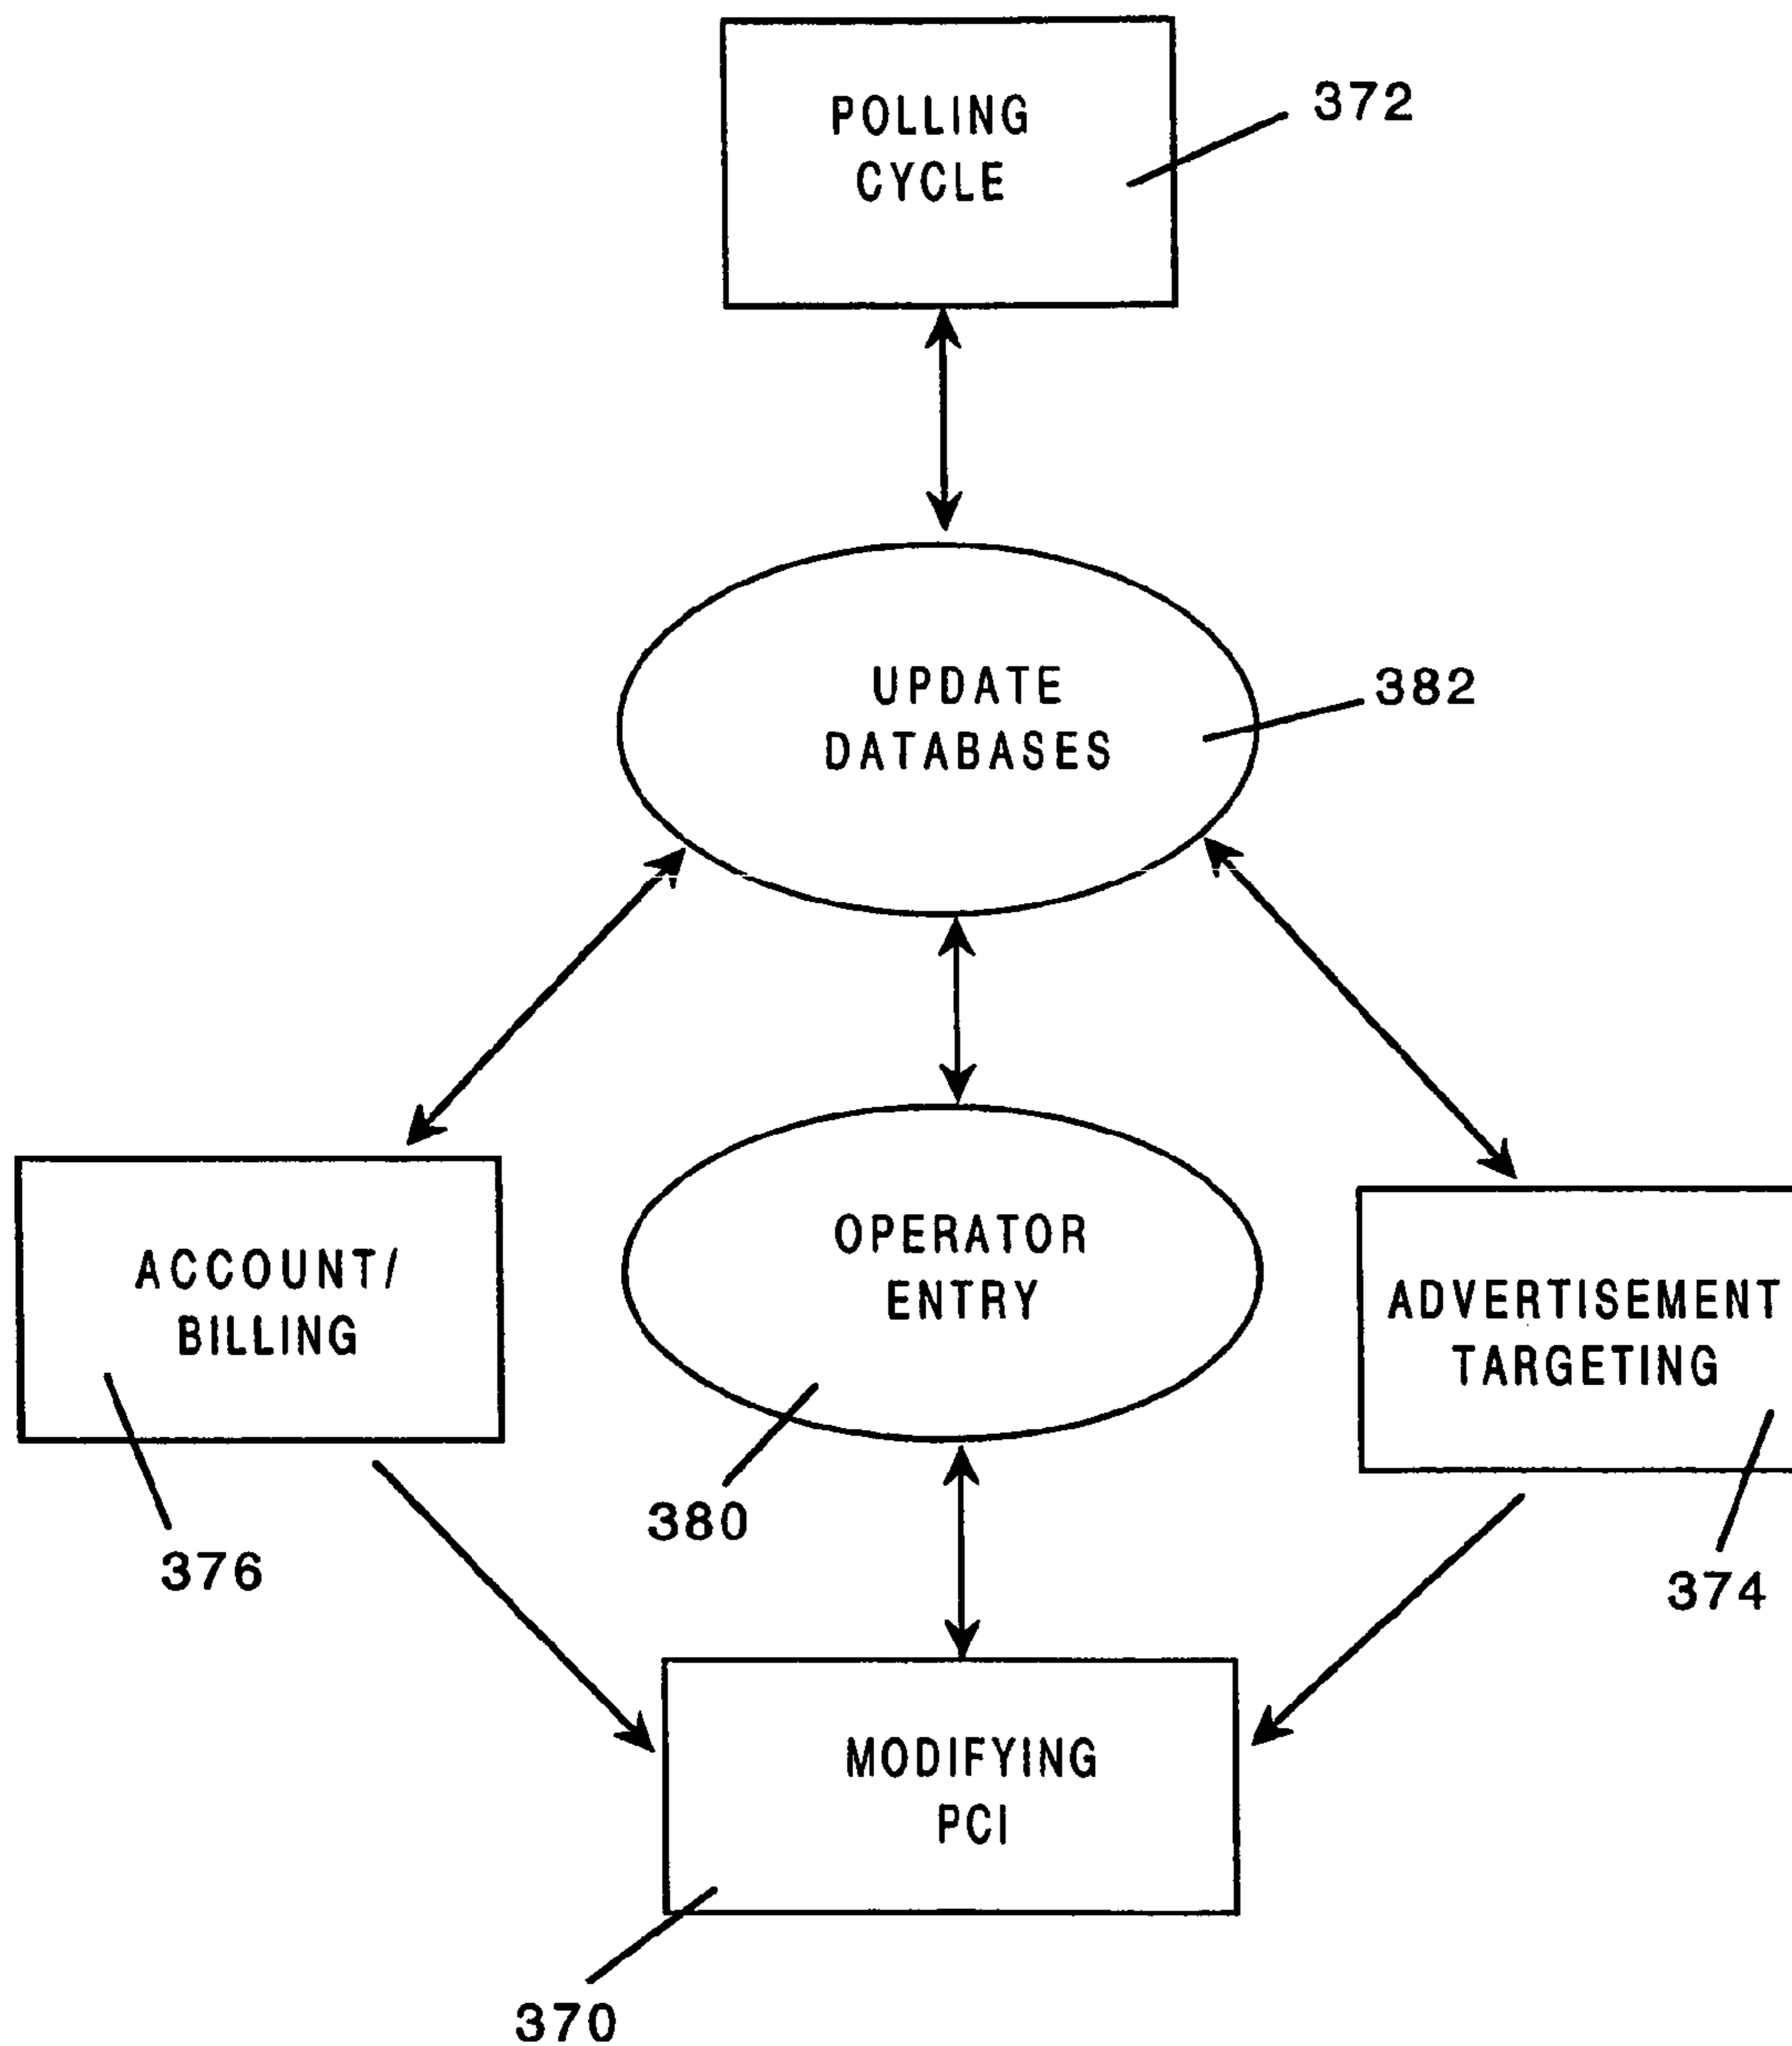 POLLING
CYCLE
372
UPDATE
DATABASES
382
ACCOUNT/
BILLING
376
OPERATOR
ENTRY
380
ADVERTISEMENT
TARGETING
374
MODIFYING
PCI
370